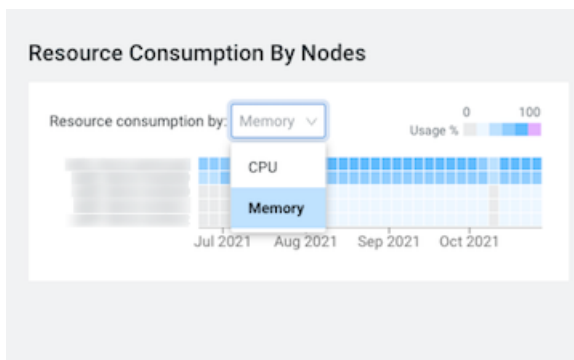 Resource Consumption By Nodes
Resource consumption by: Memory
0 100
Usage %
CPU
Memory
Jul 2021 Aug 2021 Sep 2021 Oct 2021